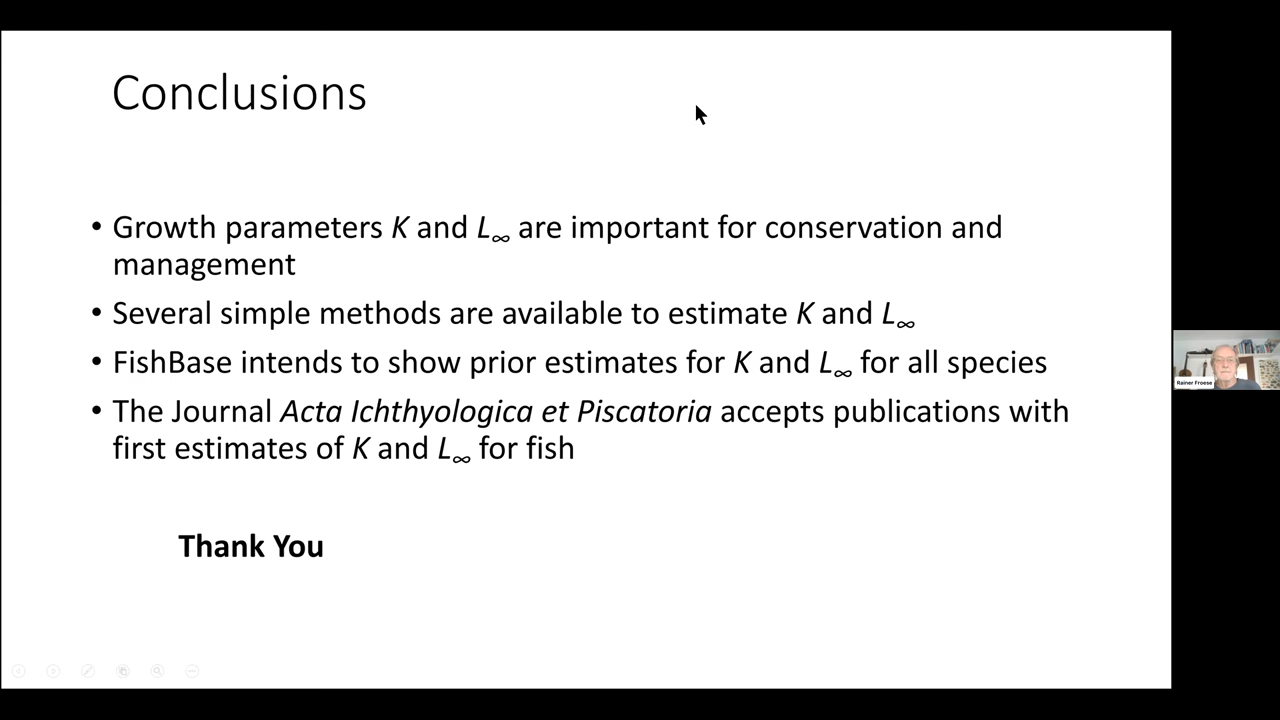 Conclusions
• Growth parameters K and L∞ are important for conservation and
management
• Several simple methods are available to estimate K and L∞
• FishBase intends to show prior estimates for K and L∞ for all species
• The Journal Acta Ichthyologica et Piscatoria accepts publications with
first estimates of K and L∞ for fish
Thank You
Rainer Froese